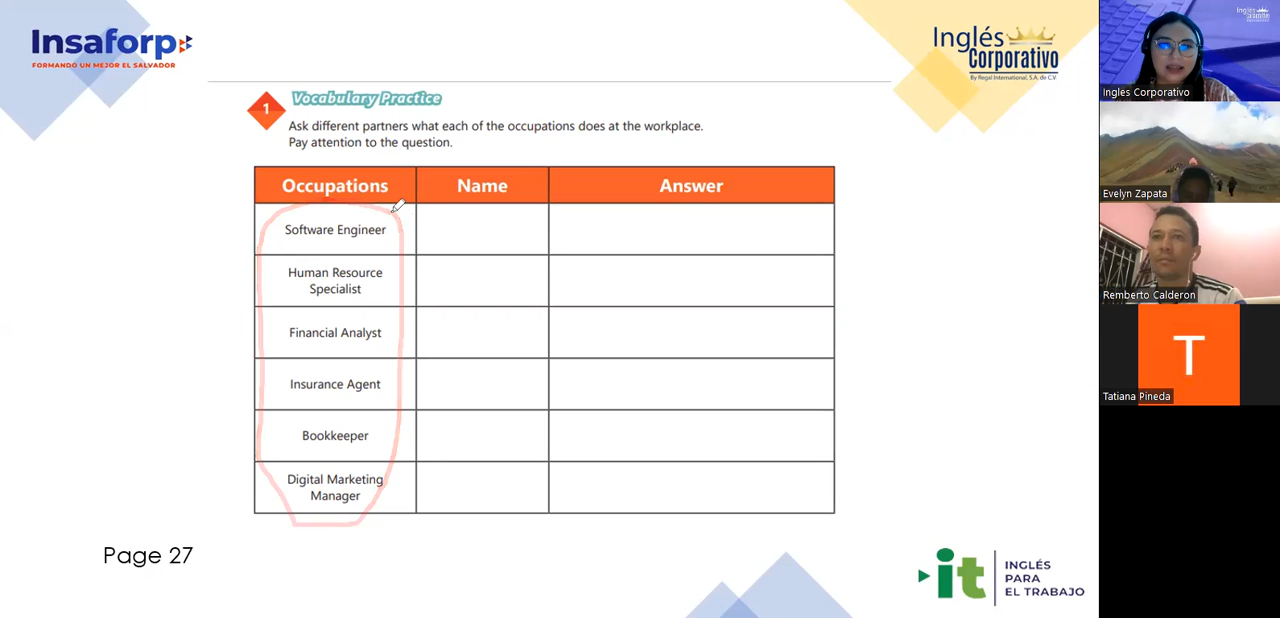 Insaforp
FORMANDO UN MEJOR EL SALVADOR
Inglés
Corporativo
By Regal International, S.A. de C.V.
1
Vocabulary Practice
Ask different partners what each of the occupations does at the workplace.
Pay attention to the question.
Occupations
Name
Answer
Software Engineer
Human Resource
Specialist
Financial Analyst
Insurance Agent
Bookkeeper
Digital Marketing
Manager
Page 27
it
INGLÉS
PARA
EL TRABAJO
Ingles Corporativo
Evelyn Zapata
Remberto Calderon
T
Tatiana Pineda